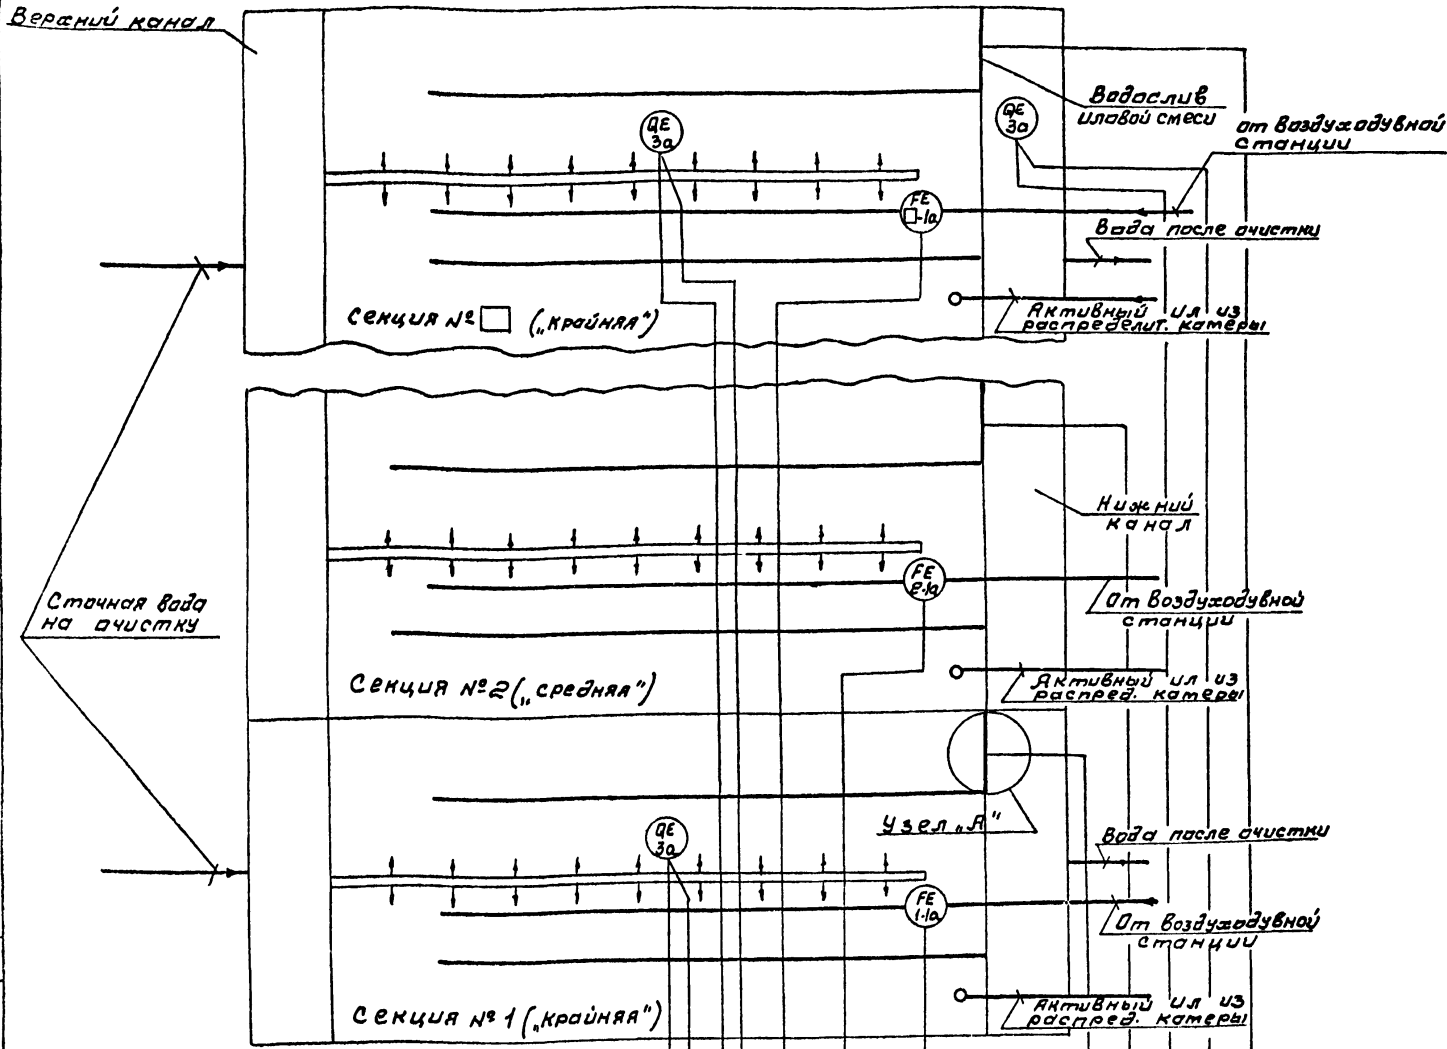 Верхний канал
QE
3а
QE
3а
Водослив
иловой смеси
от воздуходувной
станции
FE
□-1а
Вода после очистки
Активный ил из
распределит. камеры
Секция № □ („крайняя")
Нижний
канал
FE
2-1а
От воздуходувной
станции
Сточная вода
на очистку
Секция №2 („средняя")
Активный ил из
распред. камеры
Узел „А"
QE
3а
Вода после очистки
FE
1-1а
От воздуходувной
станции
Секция №1 („крайняя")
Активный ил из
распред. камеры